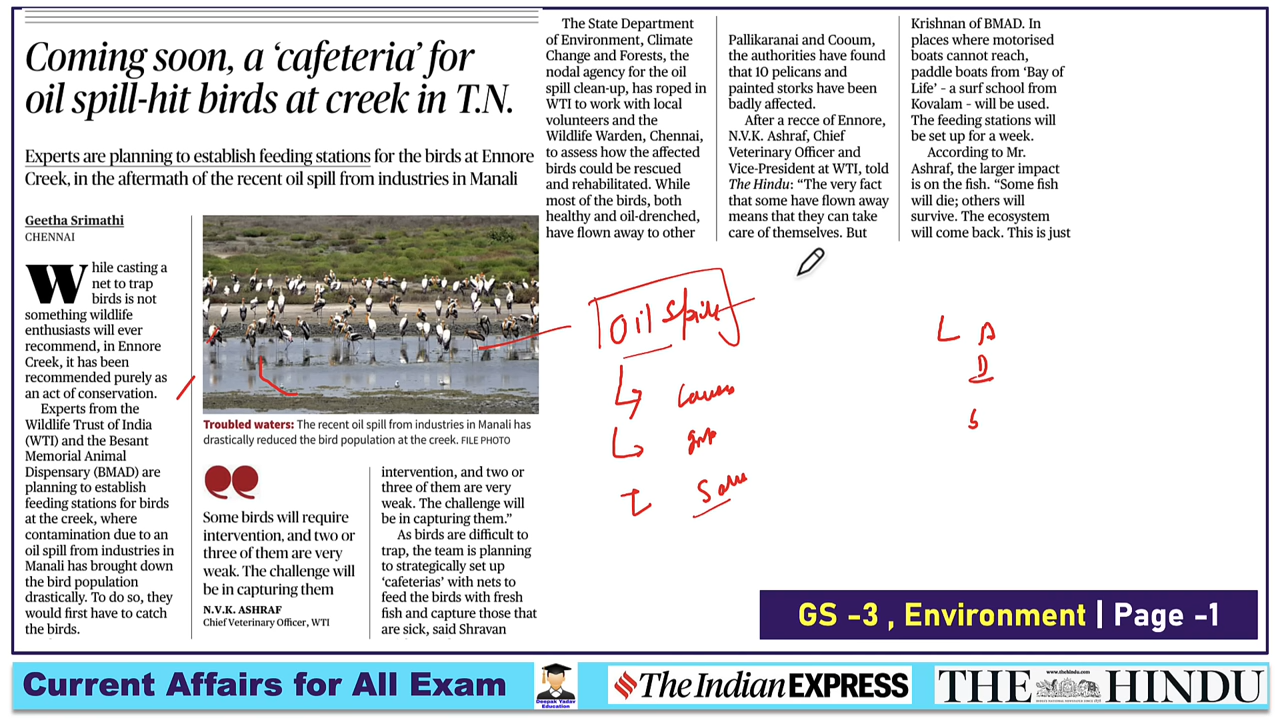 Coming soon, a ‘cafeteria’ for
oil spill-hit birds at creek in T.N.
Experts are planning to establish feeding stations for the birds at Ennore
Creek, in the aftermath of the recent oil spill from industries in Manali
Geetha Srimathi
CHENNAI
While casting a
net to trap
birds is not
something wildlife
enthusiasts will ever
recommend, in Ennore
Creek, it has been
recommended purely as
an act of conservation.
Experts from the
Wildlife Trust of India
(WTI) and the Besant
Memorial Animal
Dispensary (BMAD) are
planning to establish
feeding stations for birds
at the creek, where
contamination due to an
oil spill from industries in
Manali has brought down
the bird population
drastically. To do so, they
would first have to catch
the birds.
Troubled waters: The recent oil spill from industries in Manali has
drastically reduced the bird population at the creek. FILE PHOTO
Some birds will require
intervention, and two or
three of them are very
weak. The challenge will
be in capturing them
N.V.K. ASHRAF
Chief Veterinary Officer, WTI
The State Department
of Environment, Climate
Change and Forests, the
nodal agency for the oil
spill clean-up, has roped in
WTI to work with local
volunteers and the
Wildlife Warden, Chennai,
to assess how the affected
birds could be rescued
and rehabilitated. While
most of the birds, both
healthy and oil-drenched,
have flown away to other
Pallikaranai and Cooum,
the authorities have found
that 10 pelicans and
painted storks have been
badly affected.
After a recce of Ennore,
N.V.K. Ashraf, Chief
Veterinary Officer and
Vice-President at WTI, told
The Hindu: “The very fact
that some have flown away
means that they can take
care of themselves. But
intervention, and two or
three of them are very
weak. The challenge will
be in capturing them.”
As birds are difficult to
trap, the team is planning
to strategically set up
‘cafeterias’ with nets to
feed the birds with fresh
fish and capture those that
are sick, said Shravan
Krishnan of BMAD. In
places where motorised
boats cannot reach,
paddle boats from ‘Bay of
Life’ - a surf school from
Kovalam - will be used.
The feeding stations will
be set up for a week.
According to Mr.
Ashraf, the larger impact
is on the fish. “Some fish
will die; others will
survive. The ecosystem
will come back. This is just
Oil Spill
L A
D
S
GS -3 , Environment | Page -1
Current Affairs for All Exam
Deepak Yadav
Education
The Indian EXPRESS
www.thehindu.com
THE HINDU